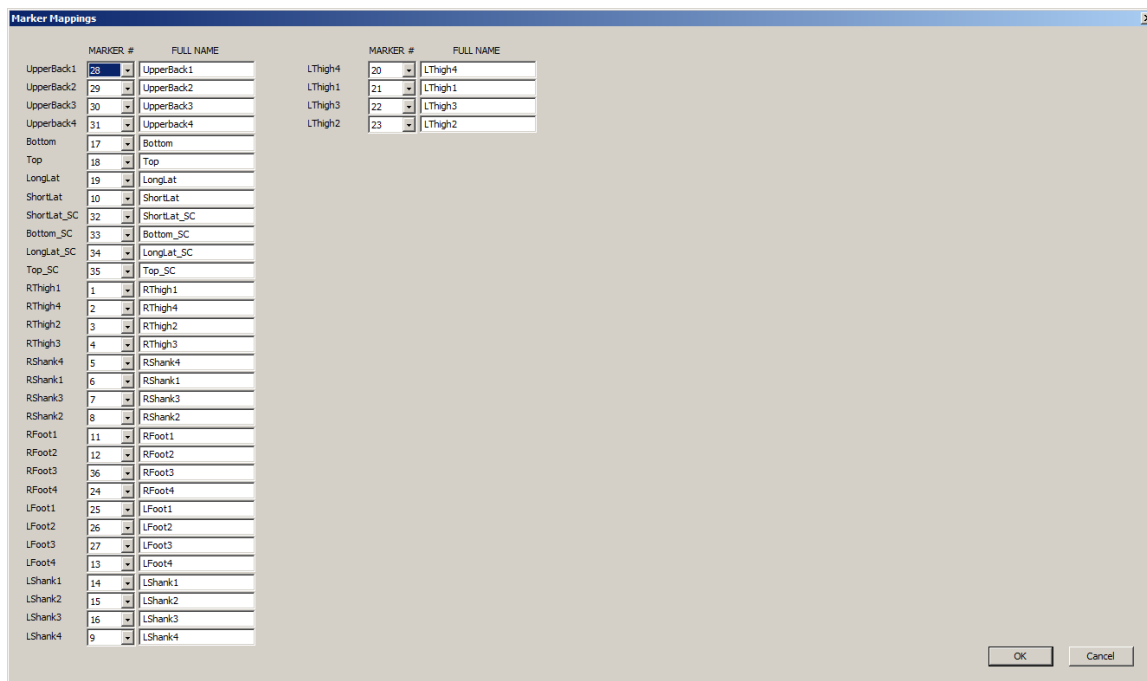 Marker Mappings
MARKER # FULL NAME MARKER # FULL NAME
UpperBack1 28 UpperBack1 LThigh4 20 LThigh4
UpperBack2 29 UpperBack2 LThigh1 21 LThigh1
UpperBack3 30 UpperBack3 LThigh3 22 LThigh3
Upperback4 31 Upperback4 LThigh2 23 LThigh2
Bottom 17 Bottom
Top 18 Top
LongLat 19 LongLat
ShortLat 10 ShortLat
ShortLat_SC 32 ShortLat_SC
Bottom_SC 33 Bottom_SC
LongLat_SC 34 LongLat_SC
Top_SC 35 Top_SC
RThigh1 1 RThigh1
RThigh4 2 RThigh4
RThigh2 3 RThigh2
RThigh3 4 RThigh3
RShank4 5 RShank4
RShank1 6 RShank1
RShank3 7 RShank3
RShank2 8 RShank2
RFoot1 11 RFoot1
RFoot2 12 RFoot2
RFoot3 36 RFoot3
RFoot4 24 RFoot4
LFoot1 25 LFoot1
LFoot2 26 LFoot2
LFoot3 27 LFoot3
LFoot4 13 LFoot4
LShank1 14 LShank1
LShank2 15 LShank2
LShank3 16 LShank3
LShank4 9 LShank4
OK Cancel